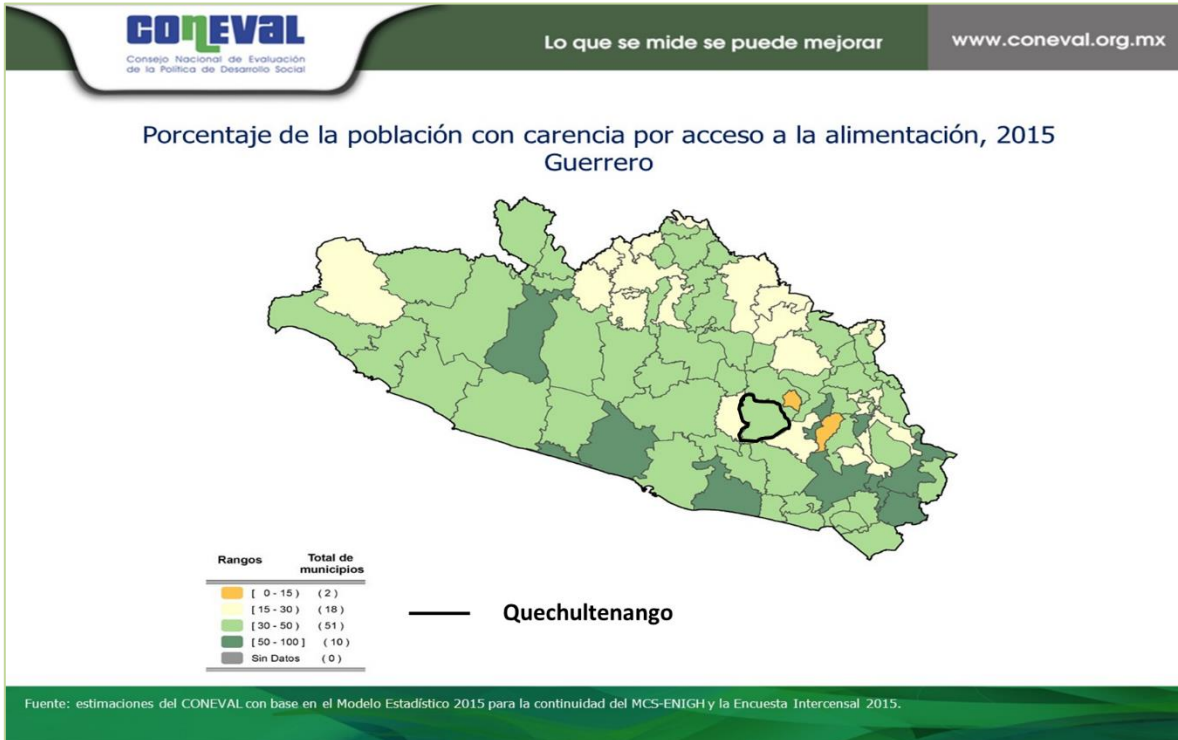 CONEVAL
Consejo Nacional de Evaluación
de la Política de Desarrollo Social
Lo que se mide se puede mejorar
www.coneval.org.mx
Porcentaje de la población con carencia por acceso a la alimentación, 2015
Guerrero
Rangos Total de municipios
[ 0 - 15 ) ( 2 )
[ 15 - 30 ) ( 18 )
[ 30 - 50 ) ( 51 )
[ 50 - 100 ] ( 10 )
Sin Datos ( 0 )
Quechultenango
Fuente: estimaciones del CONEVAL con base en el Modelo Estadístico 2015 para la continuidad del MCS-ENIGH y la Encuesta Intercensal 2015.